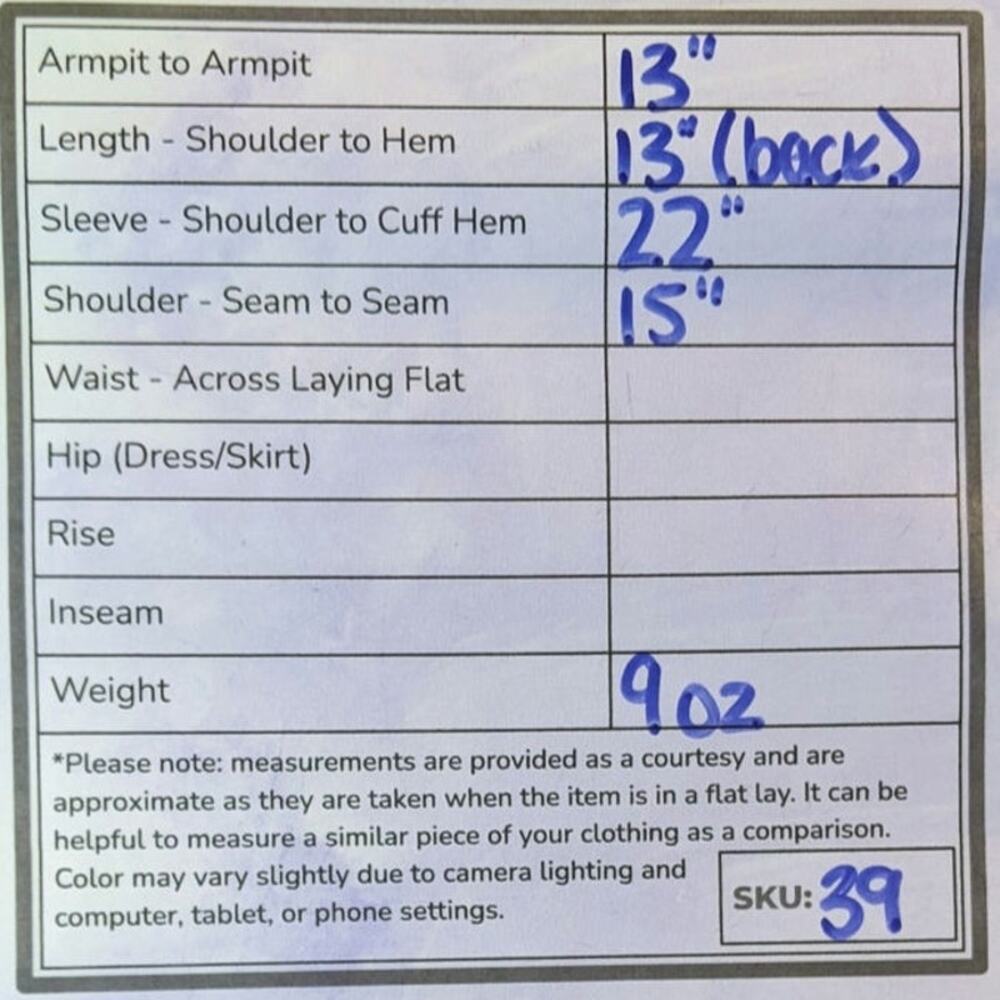 Armpit to Armpit 13"
Length - Shoulder to Hem 13" (back)
Sleeve - Shoulder to Cuff Hem 22"
Shoulder - Seam to Seam 15"
Waist - Across Laying Flat
Hip (Dress/Skirt)
Rise
Inseam
Weight 9 oz
*Please note: measurements are provided as a courtesy and are
approximate as they are taken when the item is in a flat lay. It can be
helpful to measure a similar piece of your clothing as a comparison.
Color may vary slightly due to camera lighting and
computer, tablet, or phone settings.
SKU: 39